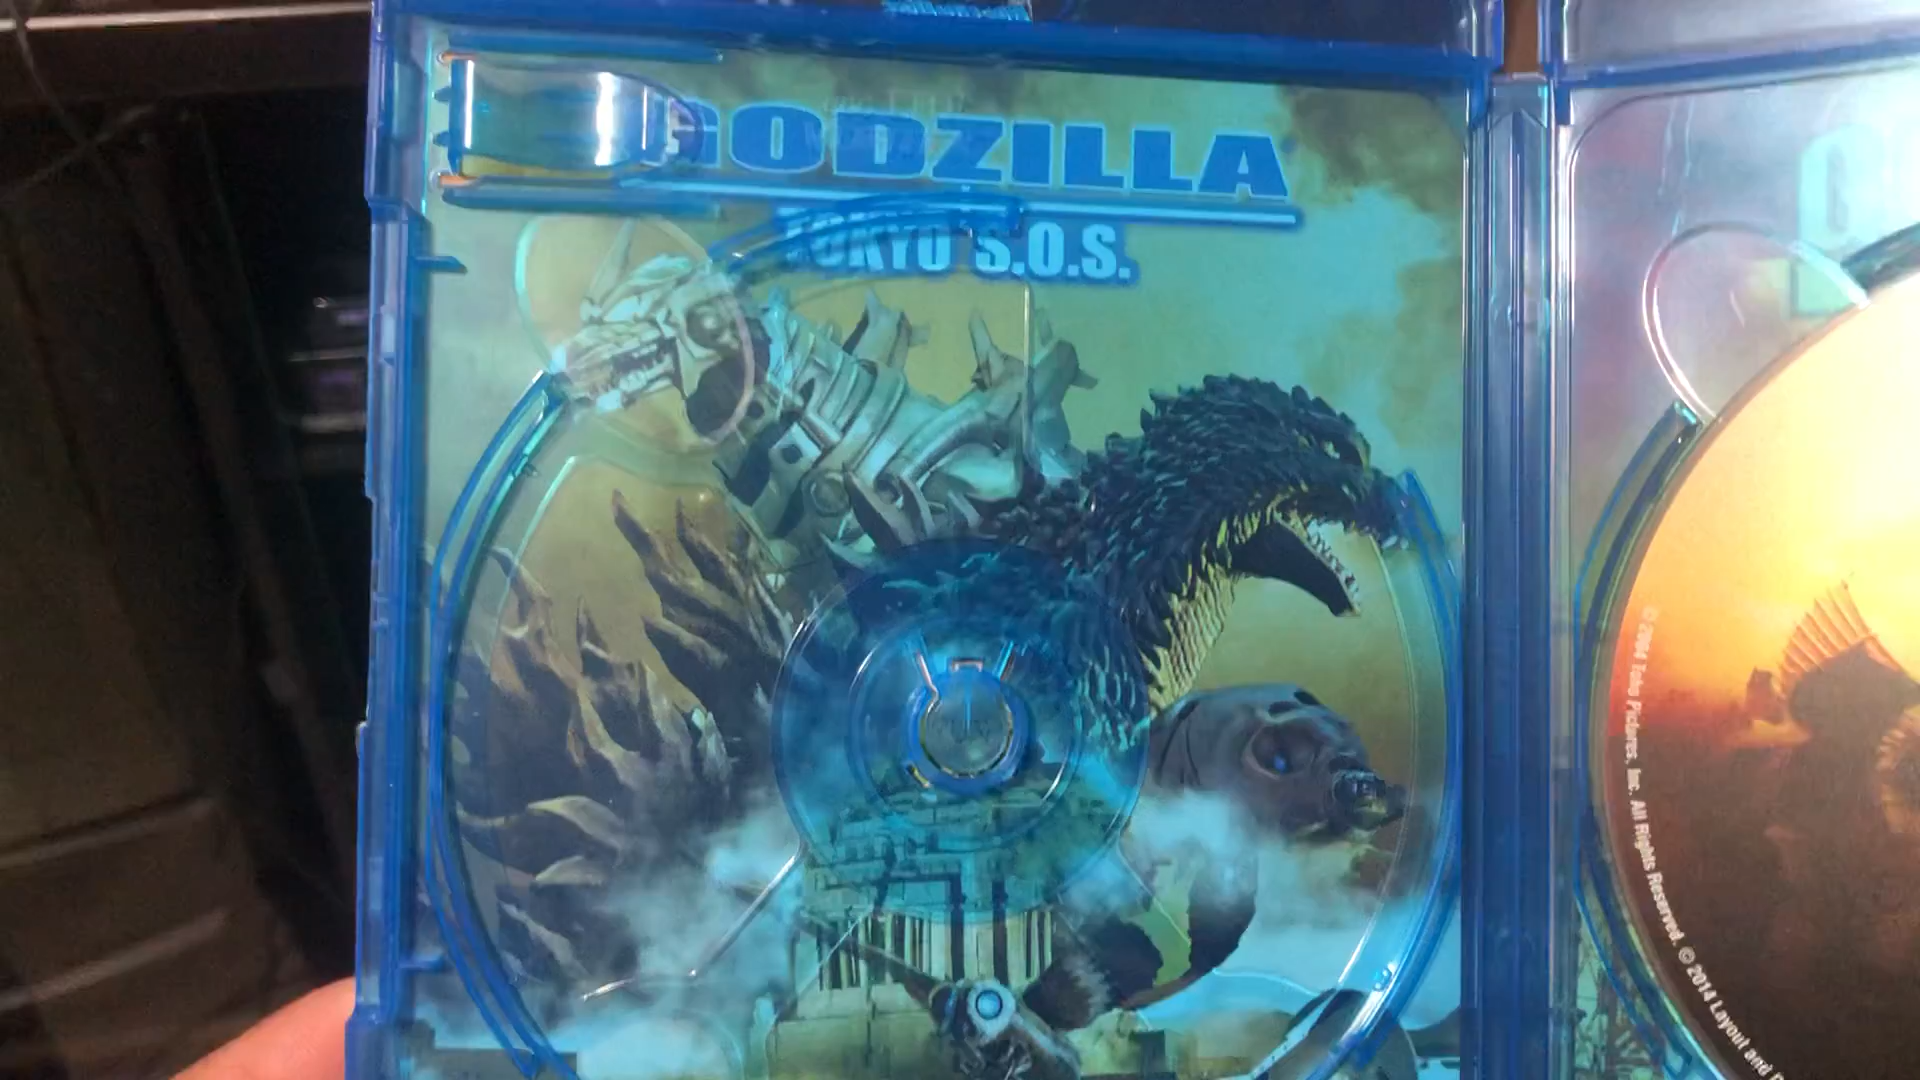 GODZILLA
TOKYO S.O.S.
G
© 2004 Toho Pictures, Inc. All Rights Reserved. © 2014 Layout and D